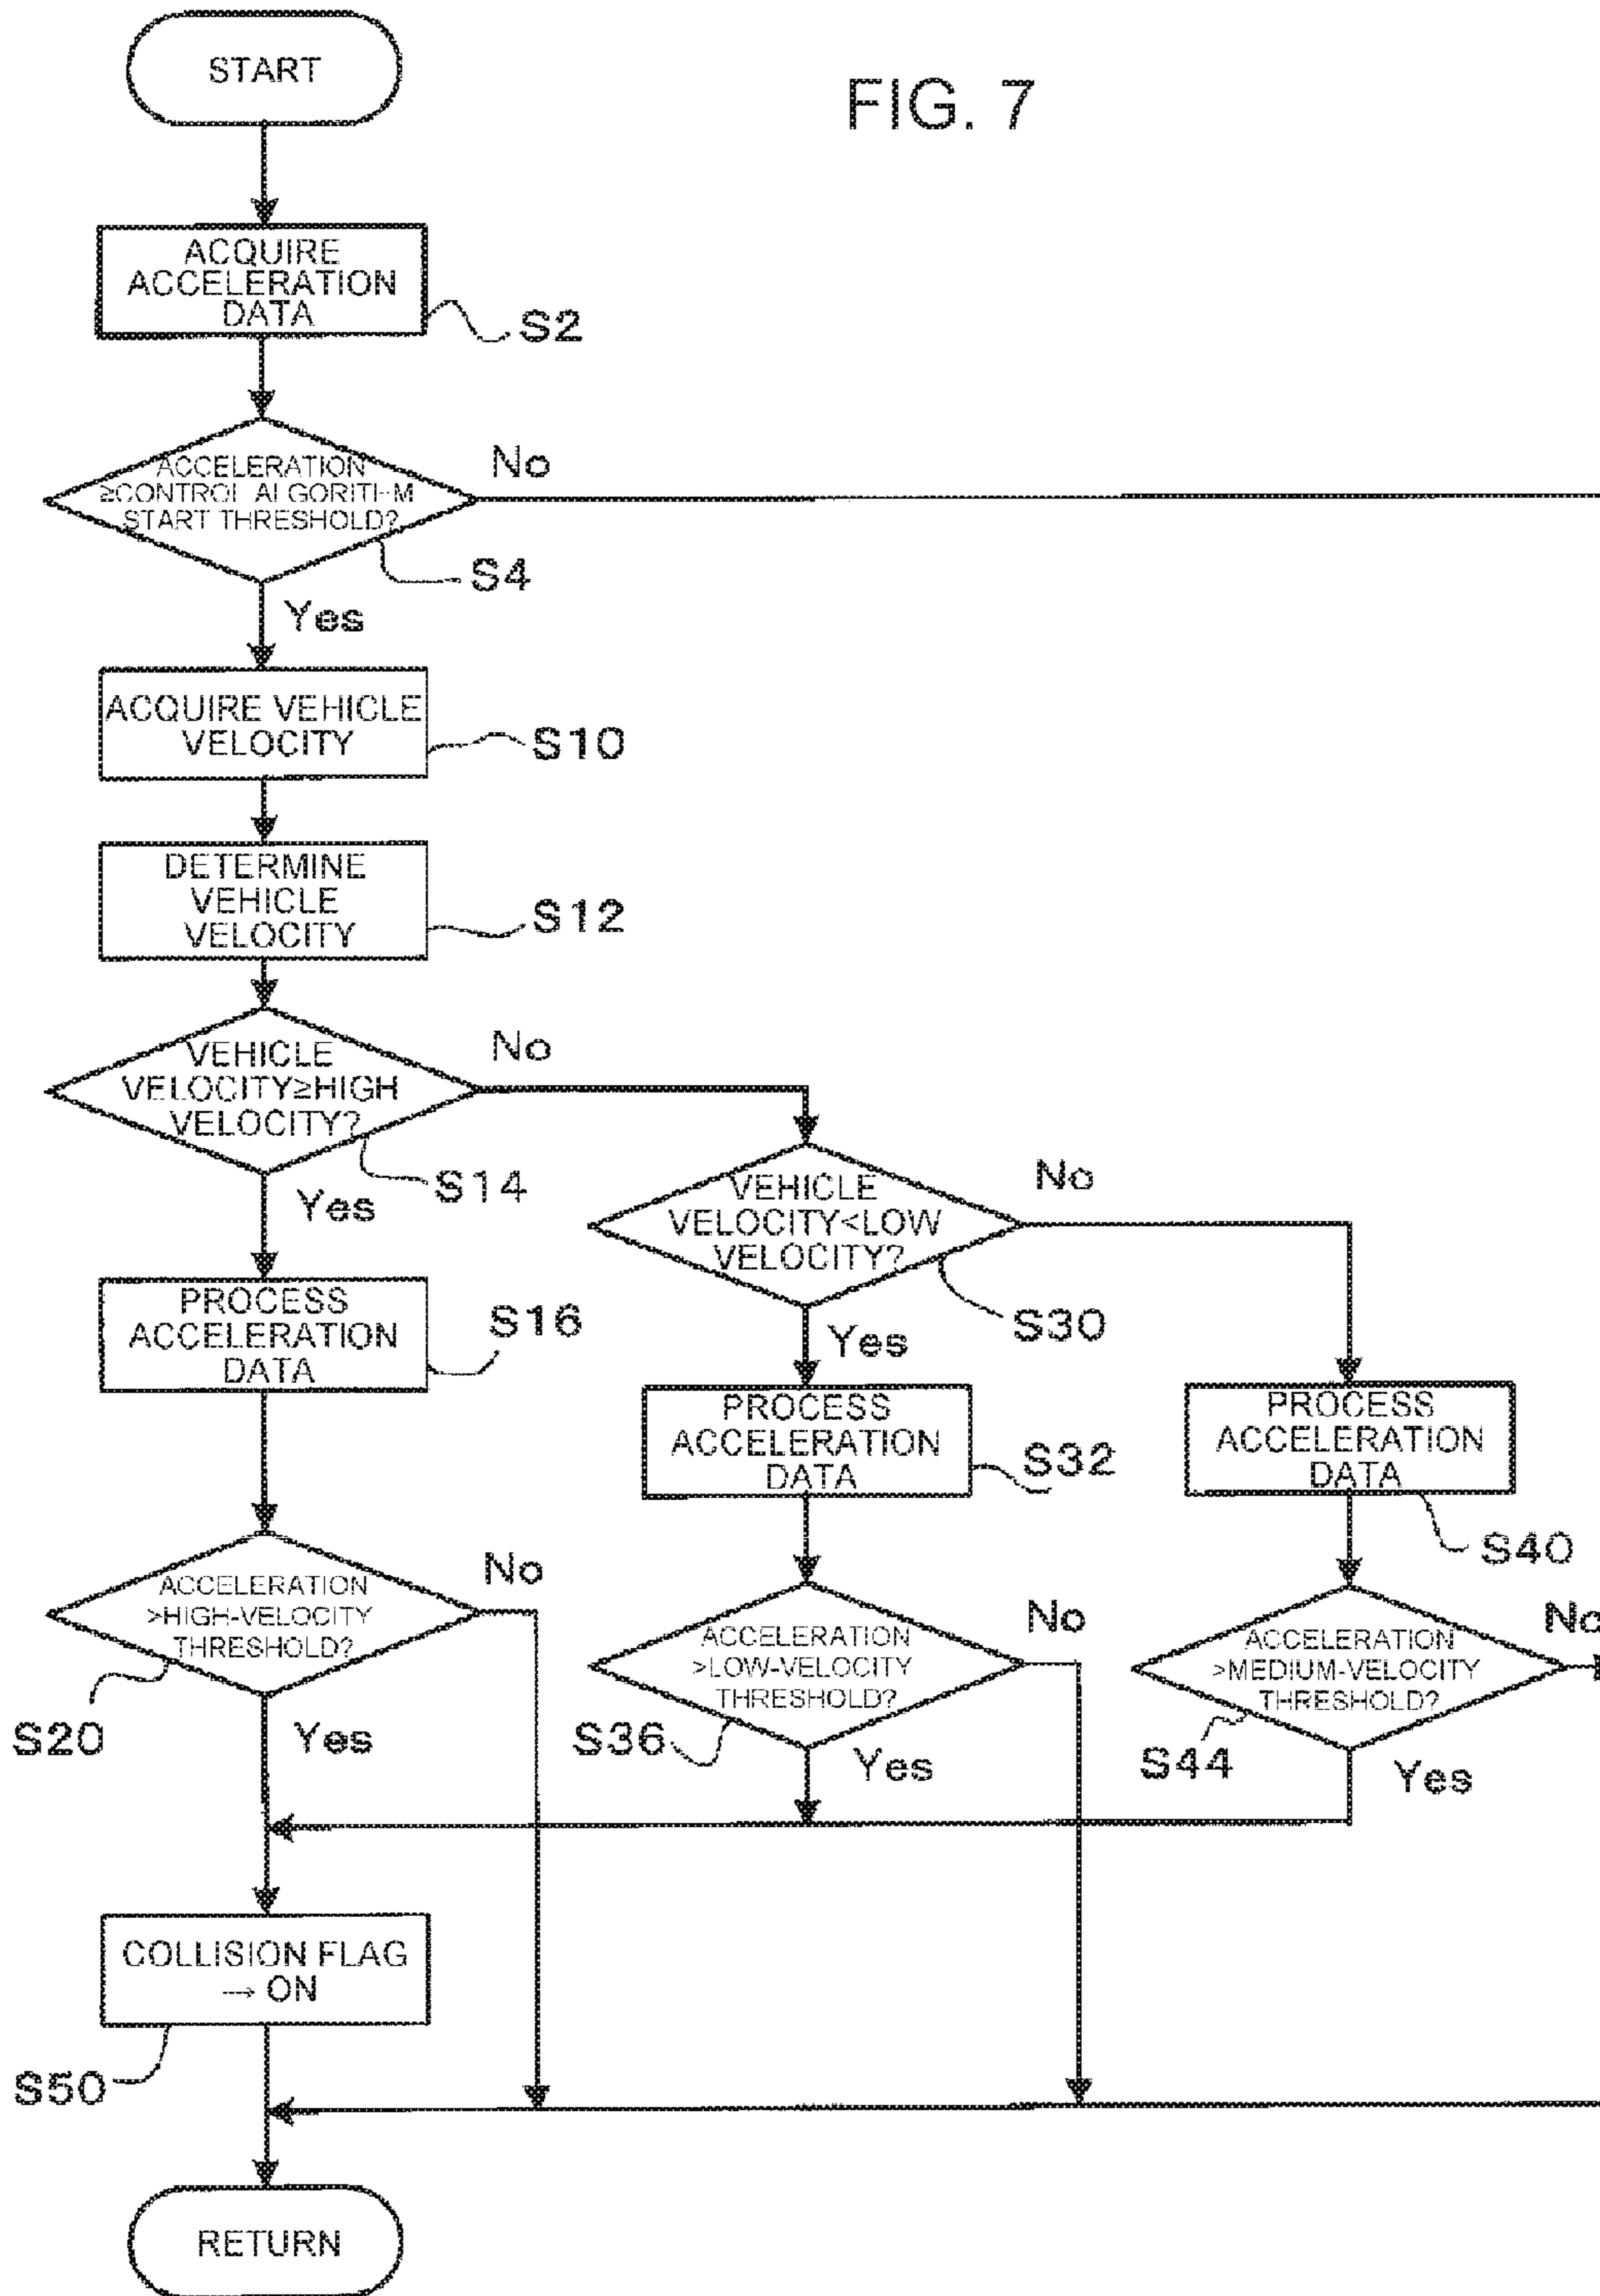 START
FIG. 7
ACQUIRE
ACCELERATION
DATA
S2
ACCELERATION
≥CONTROL ALGORITHM
START THRESHOLD?
No
S4
Yes
ACQUIRE VEHICLE
VELOCITY
S10
DETERMINE
VEHICLE
VELOCITY
S12
VEHICLE
VELOCITY≥HIGH
VELOCITY?
No
S14
Yes
VEHICLE
VELOCITY<LOW
VELOCITY?
No
S30
Yes
PROCESS
ACCELERATION
DATA
S16
PROCESS
ACCELERATION
DATA
S32
PROCESS
ACCELERATION
DATA
S40
ACCELERATION
>HIGH-VELOCITY
THRESHOLD?
No
S20
Yes
ACCELERATION
>LOW-VELOCITY
THRESHOLD?
No
S36
Yes
ACCELERATION
>MEDIUM-VELOCITY
THRESHOLD?
No
S44
Yes
COLLISION FLAG
→ ON
S50
RETURN